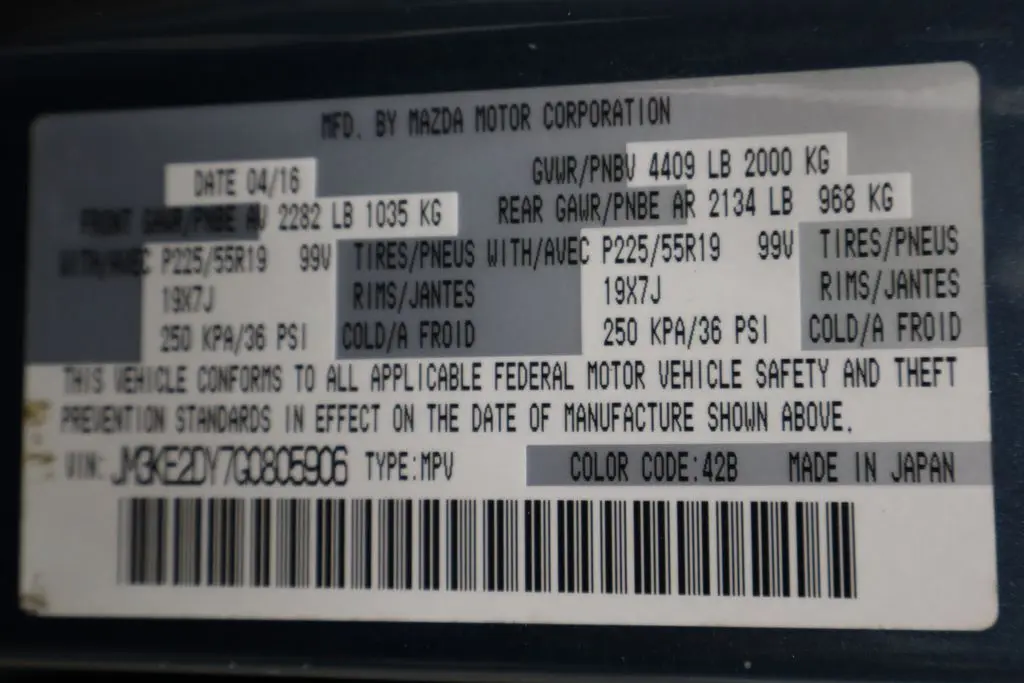 MFD. BY MAZDA MOTOR CORPORATION
DATE 04/16 GVWR/PNBV 4409 LB 2000 KG
FRONT GAWR/PNBE AV 2282 LB 1035 KG REAR GAWR/PNBE AR 2134 LB 968 KG
WITH/AVEC P225/55R19 99V TIRES/PNEUS WITH/AVEC P225/55R19 99V TIRES/PNEUS
19X7J RIMS/JANTES 19X7J RIMS/JANTES
250 KPA/36 PSI COLD/A FROID 250 KPA/36 PSI COLD/A FROID
THIS VEHICLE CONFORMS TO ALL APPLICABLE FEDERAL MOTOR VEHICLE SAFETY AND THEFT
PREVENTION STANDARDS IN EFFECT ON THE DATE OF MANUFACTURE SHOWN ABOVE.
VIN: JM3KE2DY7G0805906 TYPE:MPV COLOR CODE:42B MADE IN JAPAN